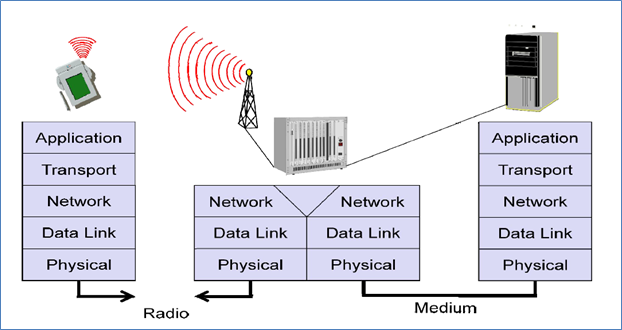 Application
Transport
Network
Data Link
Physical
Network Network
Data Link Data Link
Physical Physical
Application
Transport
Network
Data Link
Physical
Radio
Medium